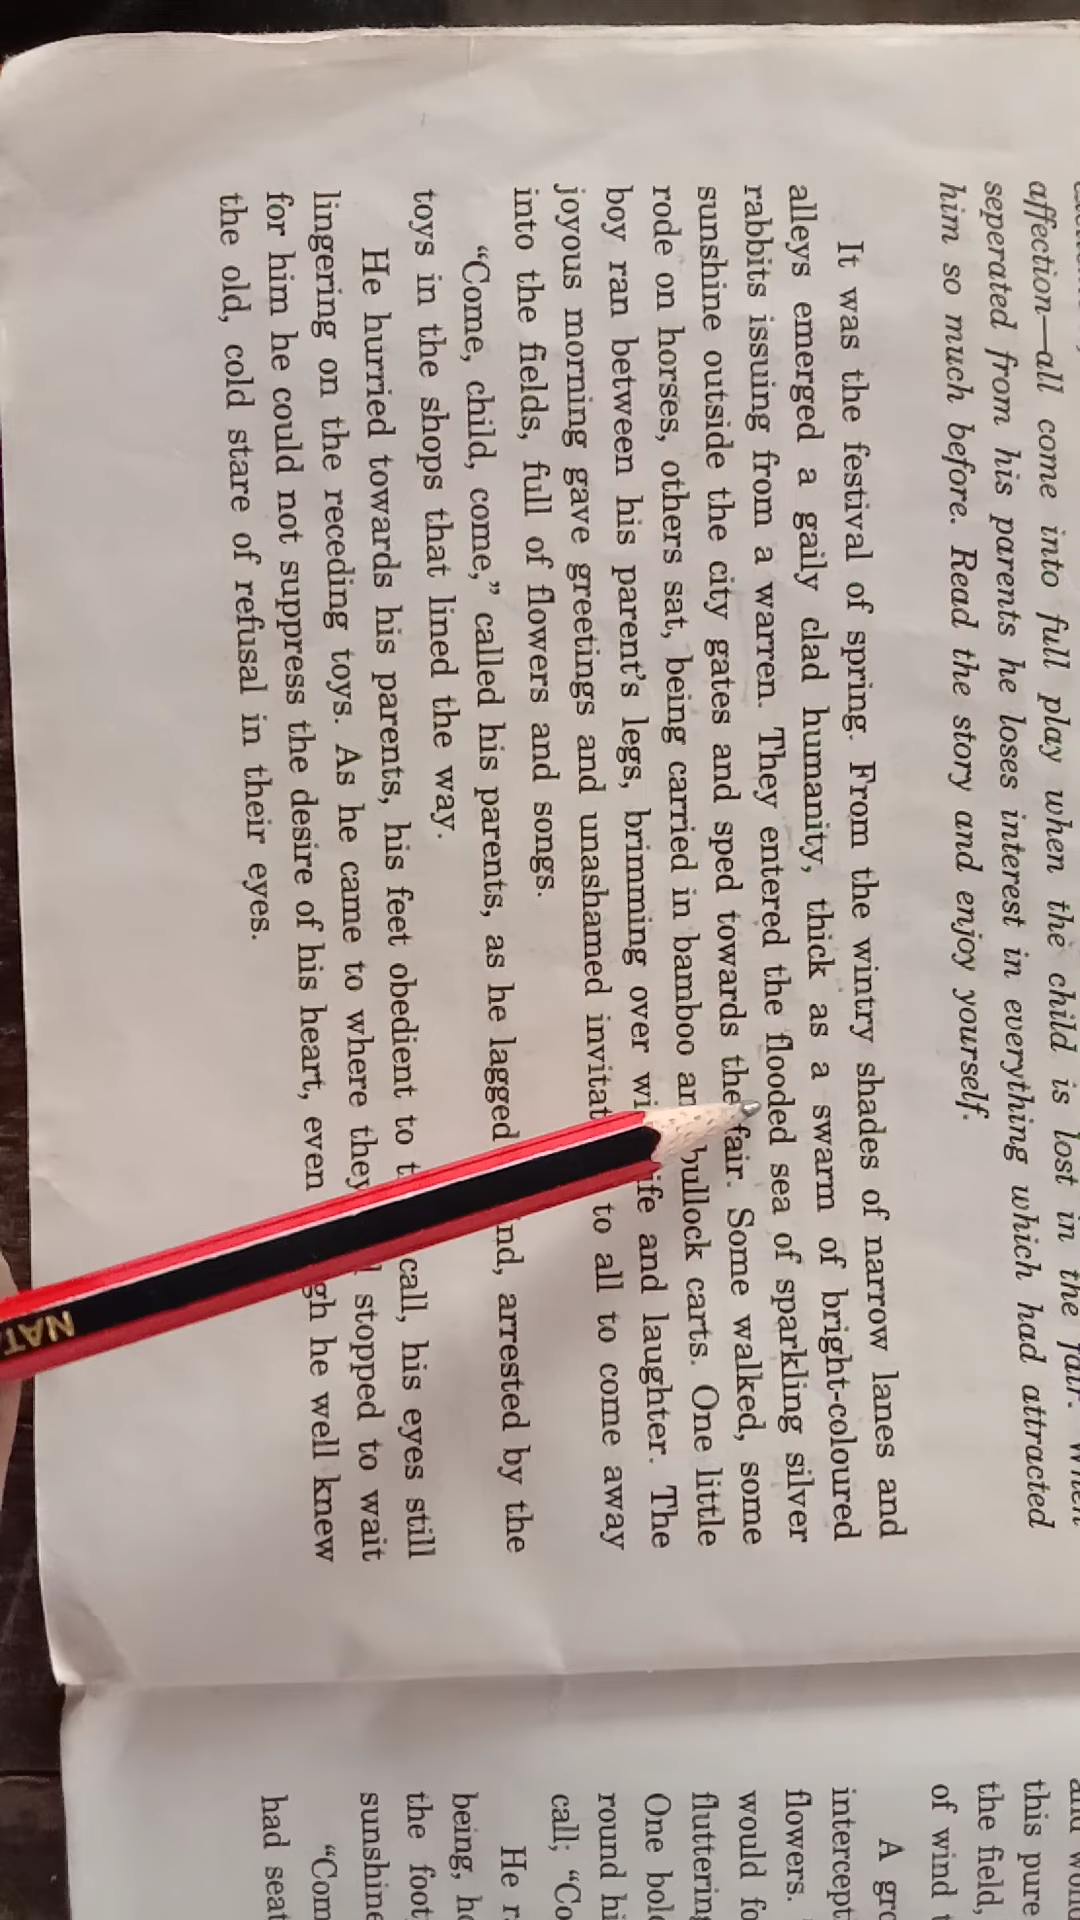 affection—all come into full play when the child is lost in the fair. When
seperated from his parents he loses interest in everything which had attracted
him so much before. Read the story and enjoy yourself.
It was the festival of spring. From the wintry shades of narrow lanes and
alleys emerged a gaily clad humanity, thick as a swarm of bright-coloured
rabbits issuing from a warren. They entered the flooded sea of sparkling silver
sunshine outside the city gates and sped towards the fair. Some walked, some
rode on horses, others sat, being carried in bamboo bullock carts. One little
boy ran between his parent's legs, brimming over and laughter. The
joyous morning gave greetings and unashamed to all to come away
into the fields, full of flowers and songs.
"Come, child, come," called his parents, as he lagged arrested by the
toys in the shops that lined the way.
He hurried towards his parents, his feet obedient to call, his eyes still
lingering on the receding toys. As he came to where they stopped to wait
for him he could not suppress the desire of his heart, even he well knew
the old, cold stare of refusal in their eyes.
this pure
the field,
of wind
A
flowers.
would
One
round
call; "Co
He
being,
the
sunshine
had
NAT